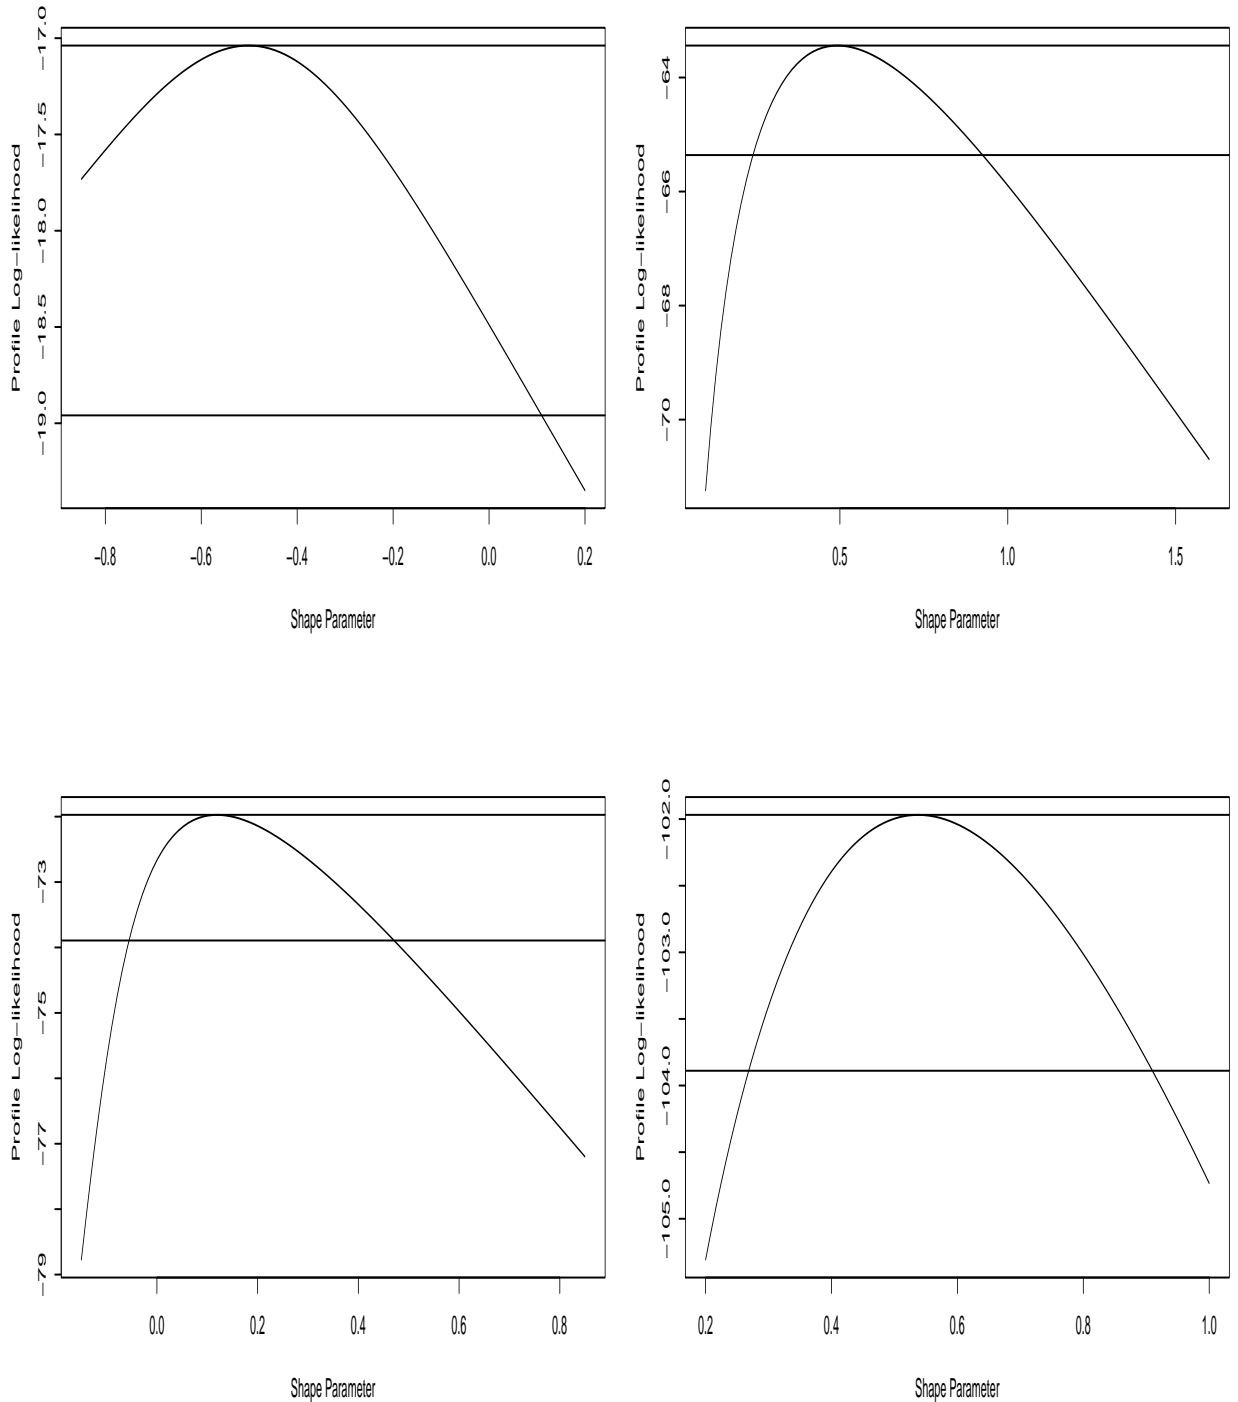 Profile Log−likelihood
−17.0
−17.5
−18.0
−18.5
−19.0
−0.8 −0.6 −0.4 −0.2 0.0 0.2
Shape Parameter
Profile Log−likelihood
−64
−66
−68
−70
0.5 1.0 1.5
Shape Parameter
Profile Log−likelihood
−73
−75
−77
−79
0.0 0.2 0.4 0.6 0.8
Shape Parameter
Profile Log−likelihood
−102.0
−103.0
−104.0
−105.0
0.2 0.4 0.6 0.8 1.0
Shape Parameter